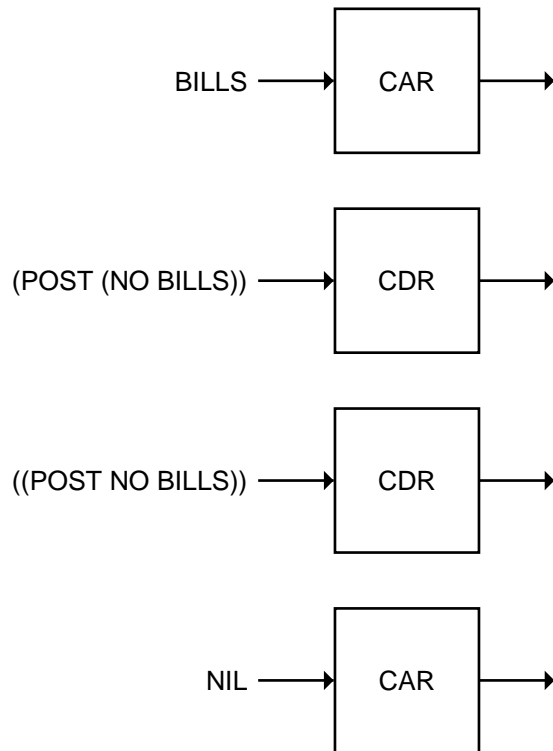 BILLS CAR
(POST (NO BILLS)) CDR
((POST NO BILLS)) CDR
NIL CAR